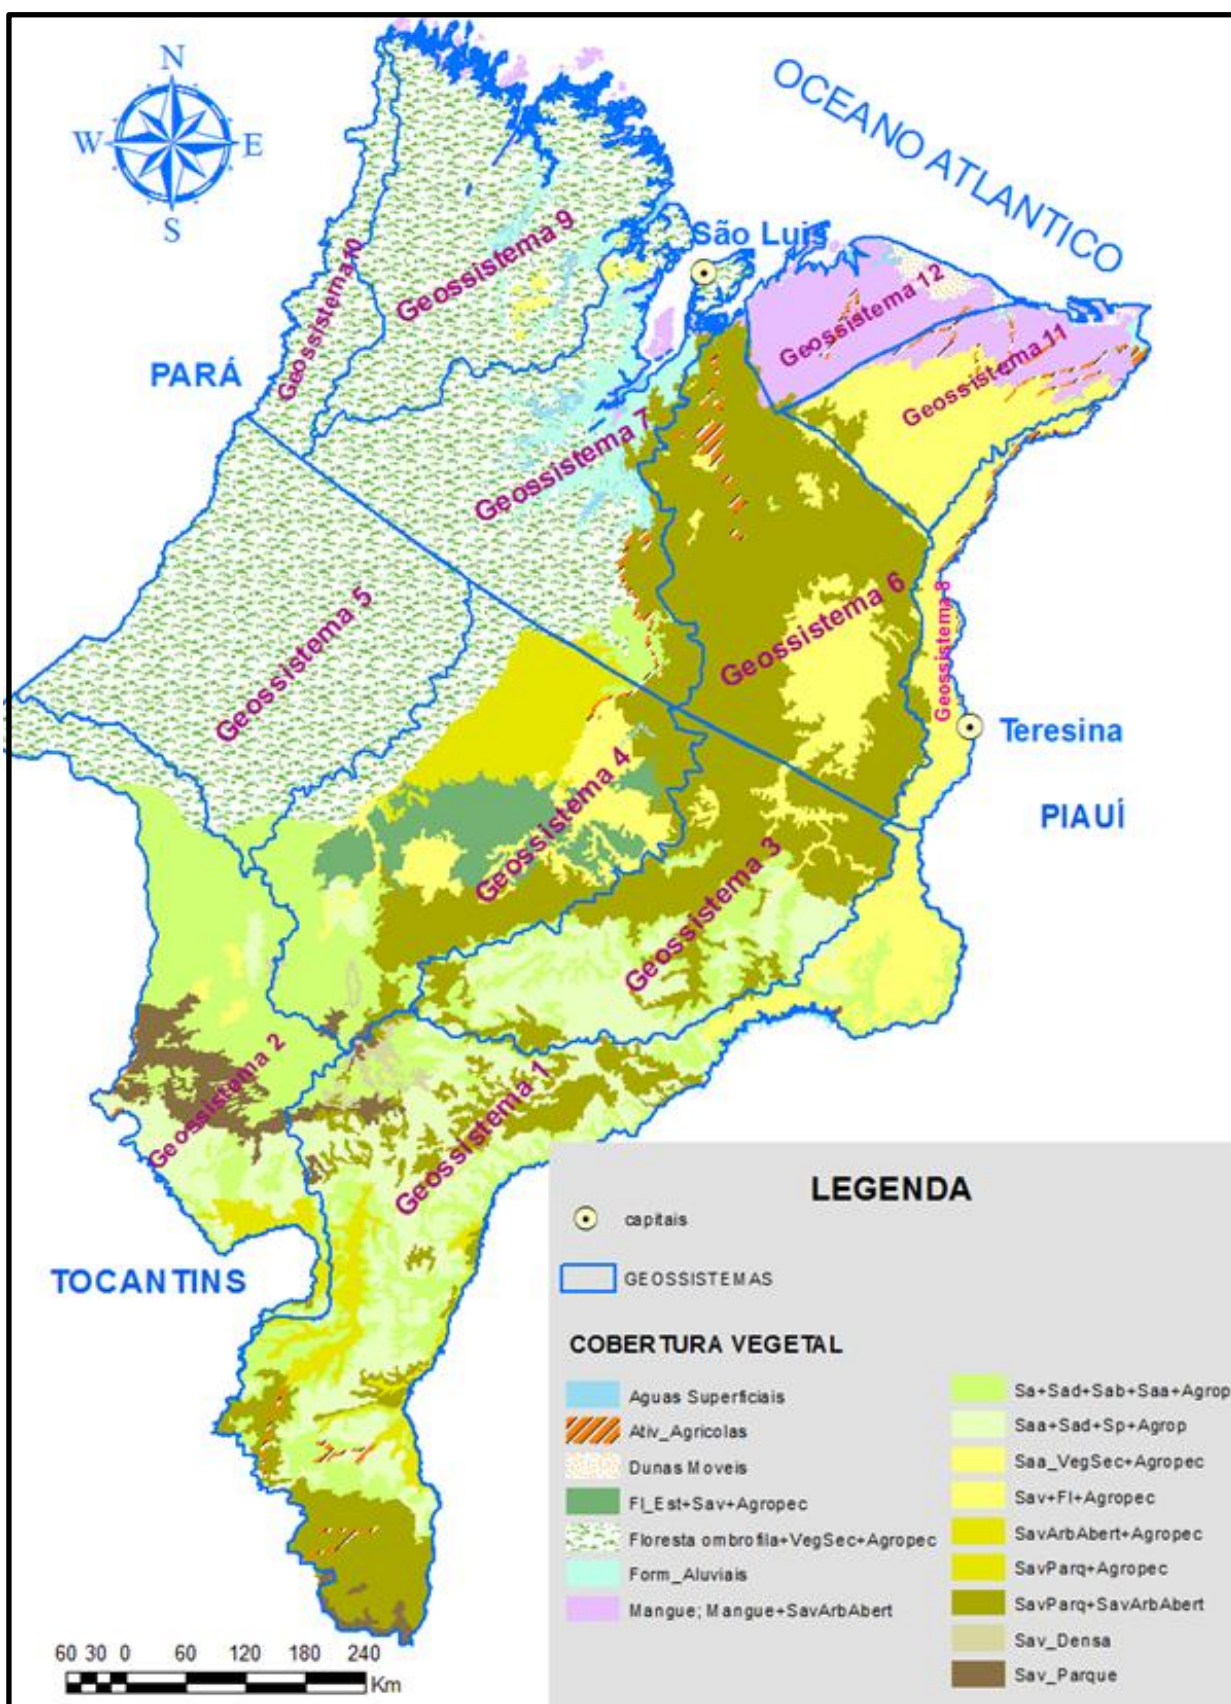 N
W
E
S
OCEANO ATLANTICO
São Luis
Geossistema 9
Geossistema 10
Geossistema 12
Geossistema 11
PARÁ
Geossistema 7
Geossistema 5
Geossistema 6
Geossistema 8
Teresina
PIAUÍ
Geossistema 4
Geossistema 3
Geossistema 2
Geossistema 1
TOCANTINS
LEGENDA
capitais
GEOSSISTEMAS
COBERTURA VEGETAL
Aguas Superficiais
Ativ_Agricolas
Dunas Moveis
Fl_Est+Sav+Agropec
Floresta ombrofila+VegSec+Agropec
Form_Aluviais
Mangue; Mangue+SavArbAbert
Sa+Sad+Sab+Saa+Agrop
Saa+Sad+Sp+Agrop
Saa_VegSec+Agropec
Sav+Fl+Agropec
SavArbAbert+Agropec
SavParq+Agropec
SavParq+SavArbAbert
Sav_Densa
Sav_Parque
60 30 0 60 120 180 240
Km